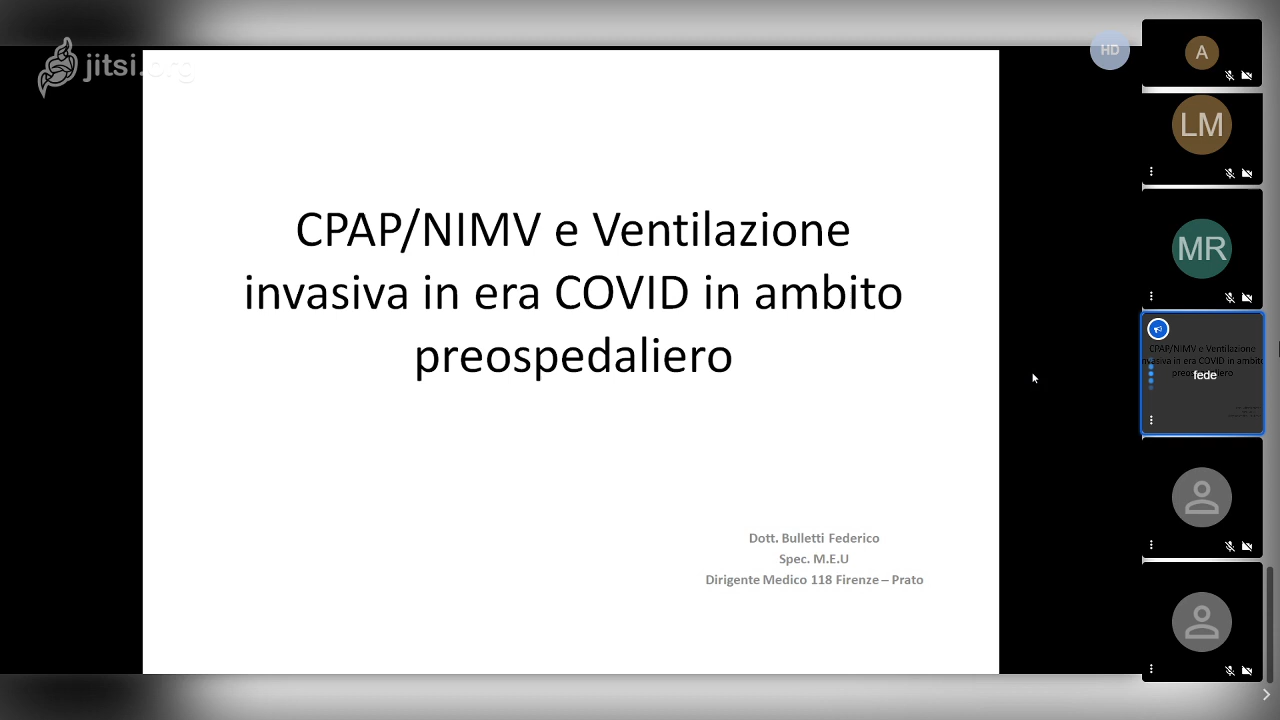 jitsi.org
HD
A
LM
MR
CPAP/NIMV e Ventilazione
invasiva in era COVID in ambito
preospedaliero
Dott. Bulletti Federico
Spec. M.E.U
Dirigente Medico 118 Firenze – Prato
CPAP/NIMV e Ventilazione
invasiva in era COVID in ambito
preospedaliero
fede